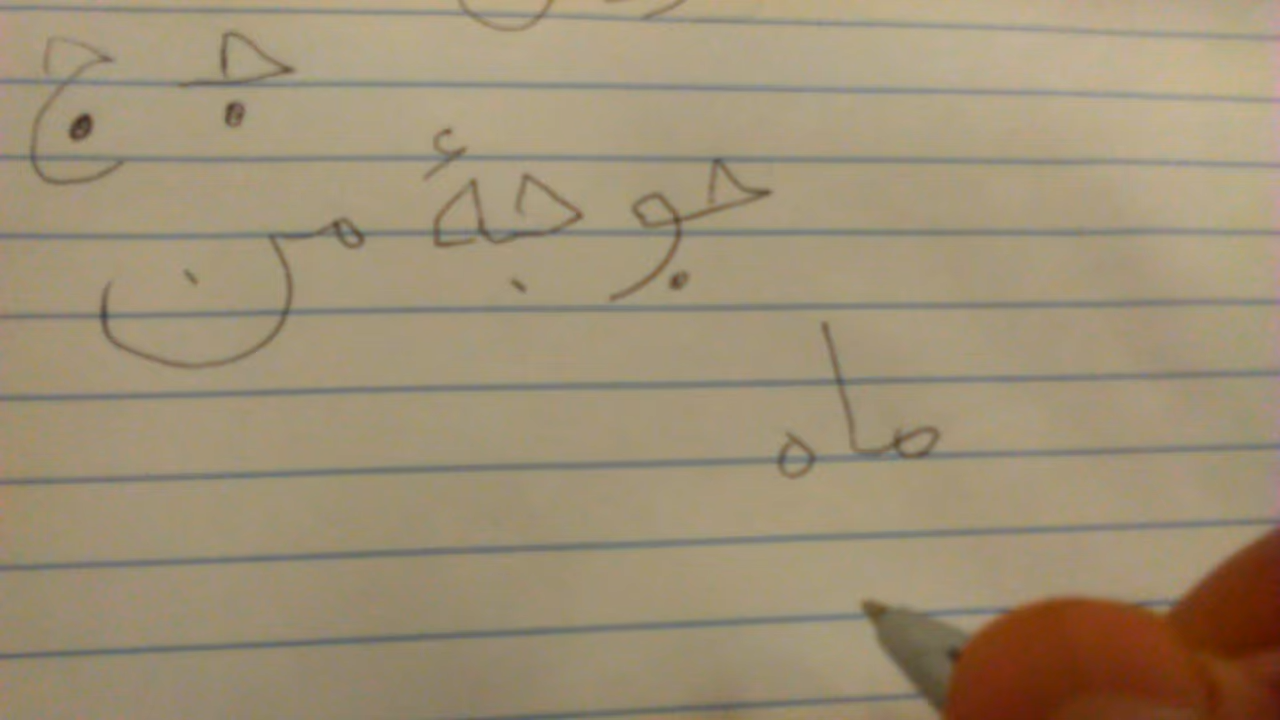 جـ ج
جوجهٔ من
ماه